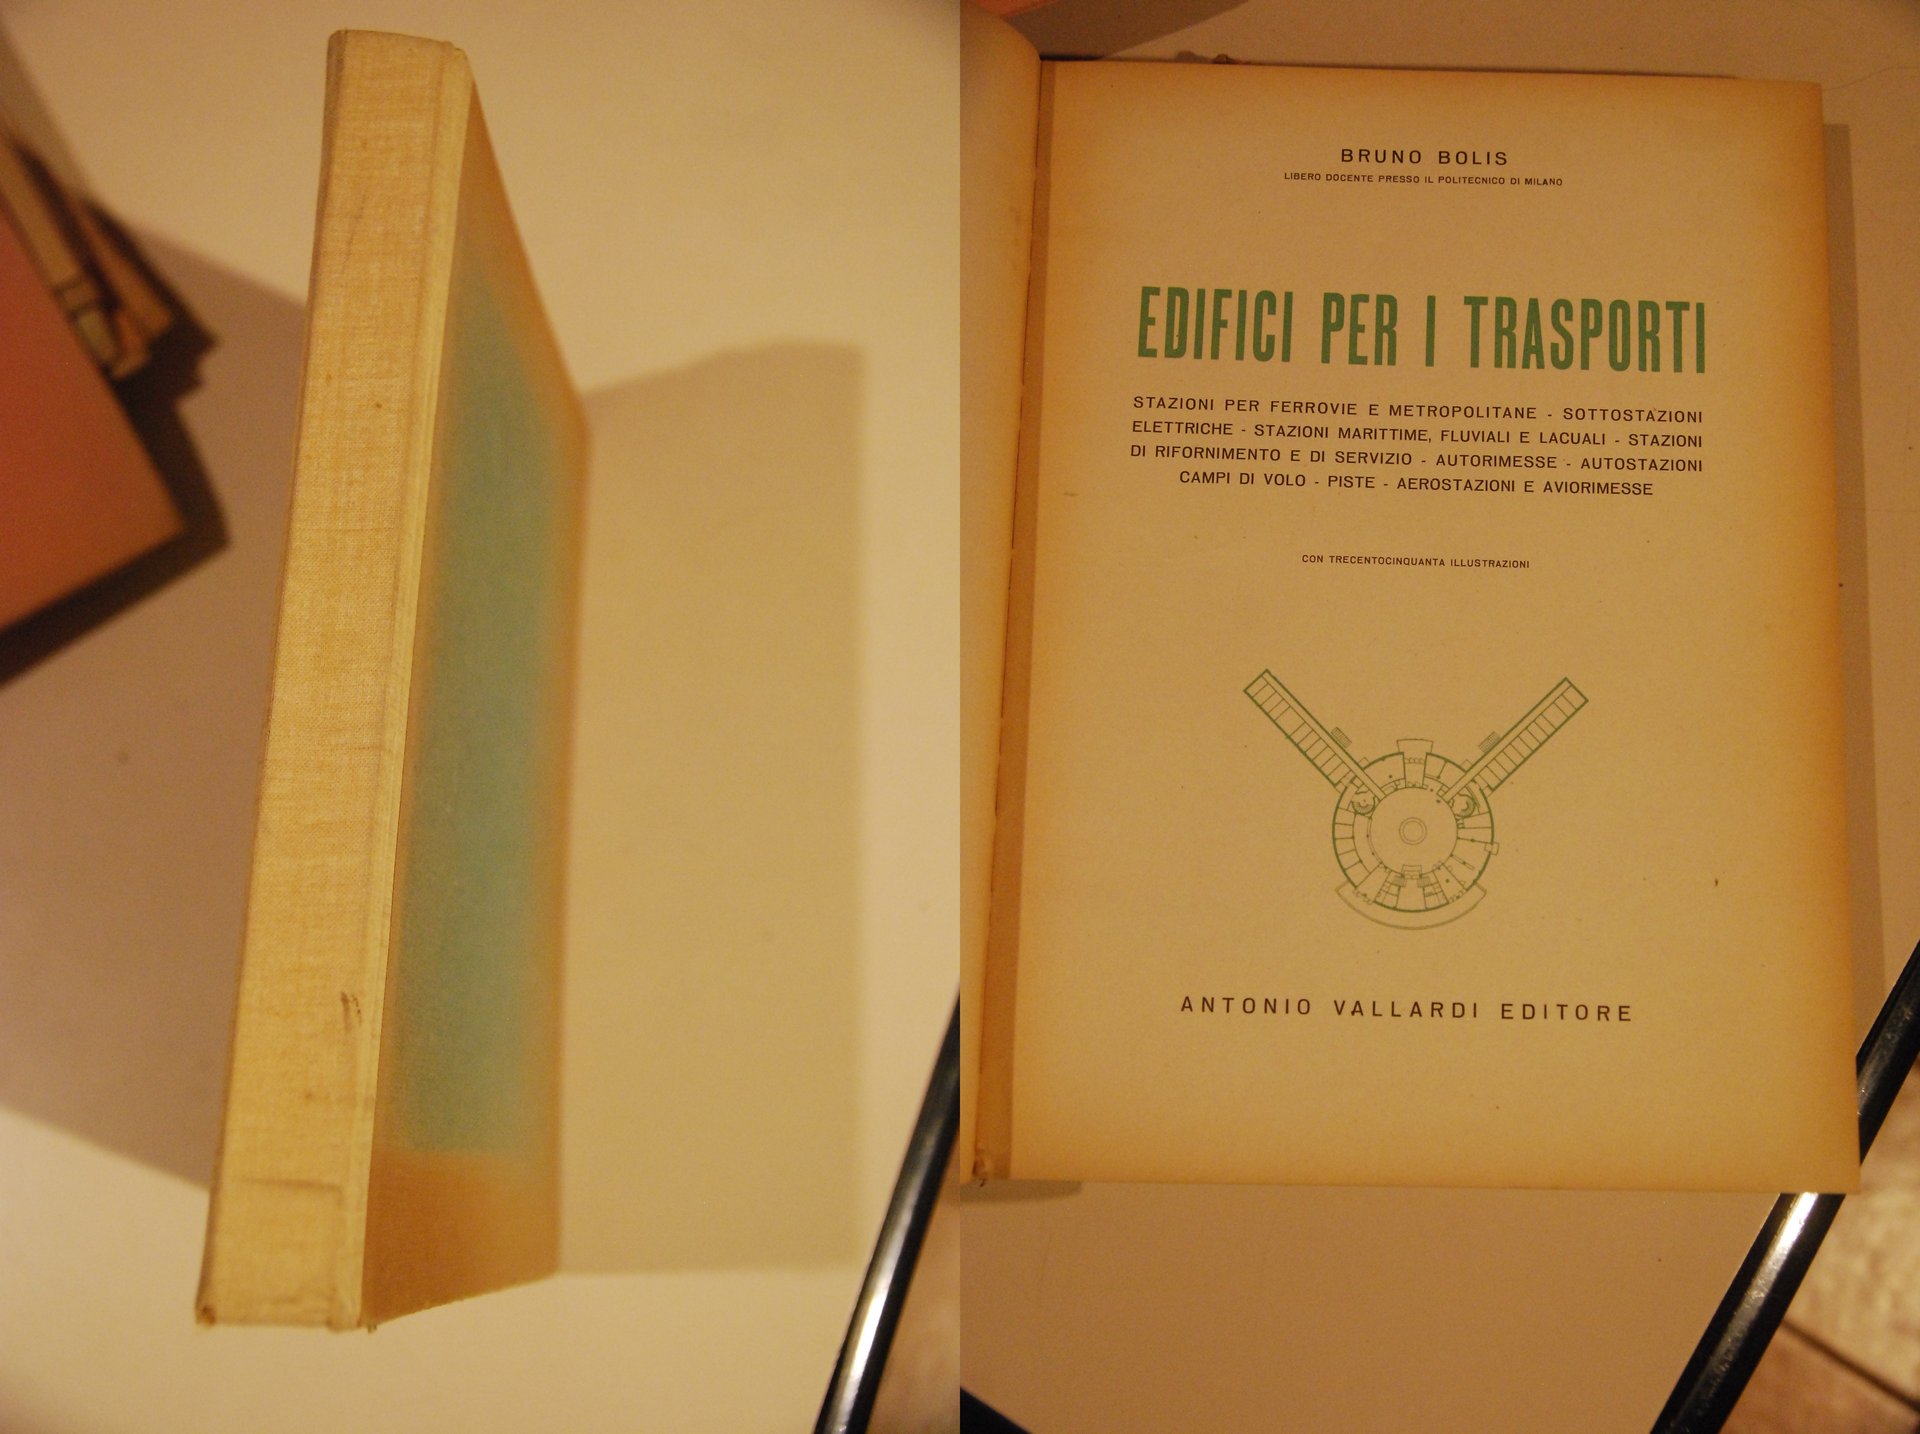 BRUNO BOLIS
LIBERO DOCENTE PRESSO IL POLITECNICO DI MILANO
EDIFICI PER I TRASPORTI
STAZIONI PER FERROVIE E METROPOLITANE - SOTTOSTAZIONI
ELETTRICHE - STAZIONI MARITTIME, FLUVIALI E LACUALI - STAZIONI
DI RIFORNIMENTO E DI SERVIZIO - AUTORIMESSE - AUTOSTAZIONI
CAMPI DI VOLO - PISTE - AEROSTAZIONI E AVIORIMESSE
CON TRECENTOCINQUANTA ILLUSTRAZIONI
ANTONIO VALLARDI EDITORE